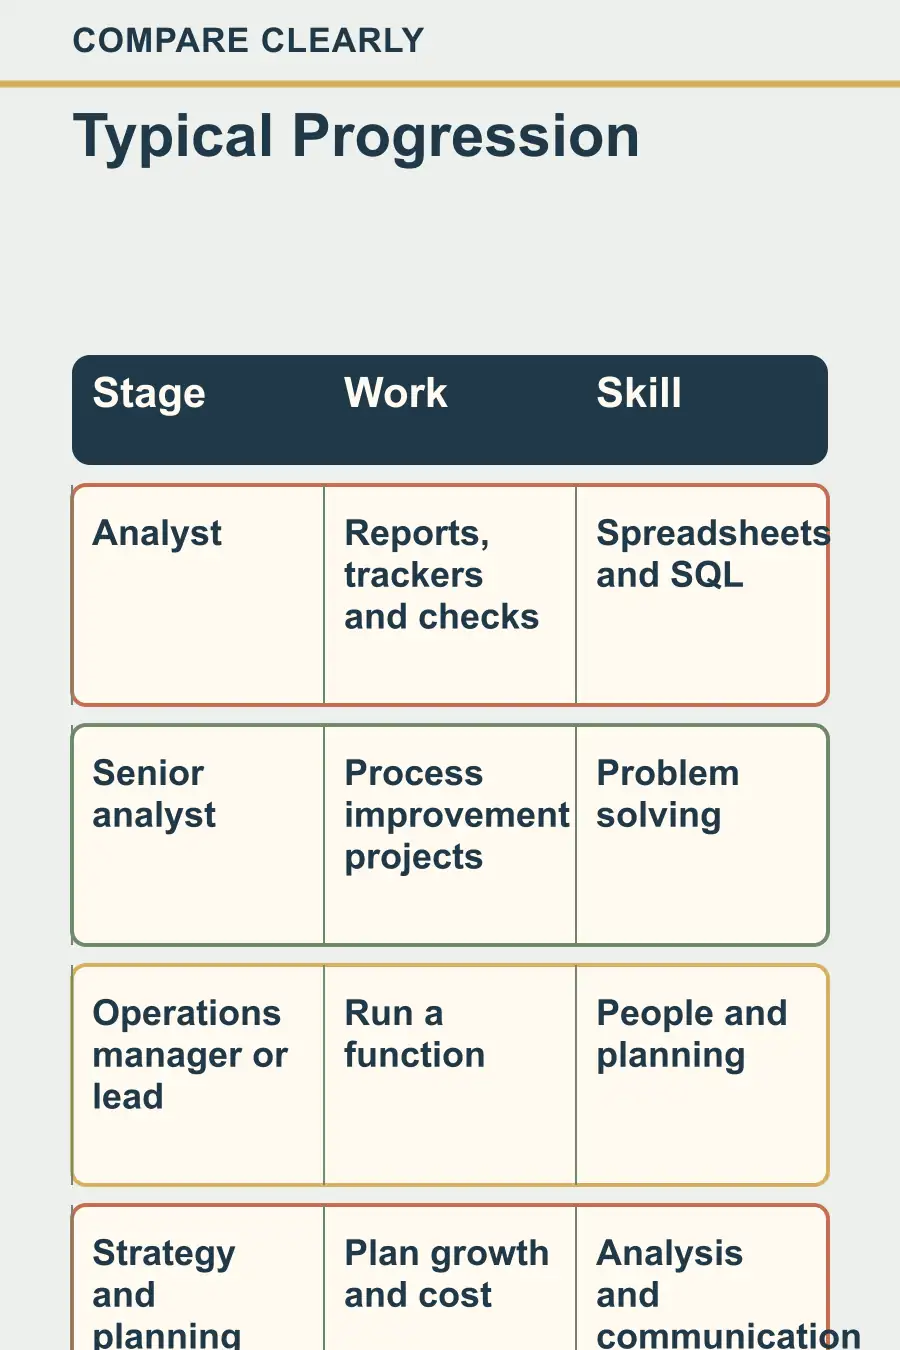 COMPARE CLEARLY
Typical Progression
Stage Work Skill
Analyst
Reports,
trackers
and checks
Spreadsheets
and SQL
Senior
analyst
Process
improvement
projects
Problem
solving
Operations
manager or
lead
Run a
function
People and
planning
Strategy
and
planning
Plan growth
and cost
Analysis
and
communication